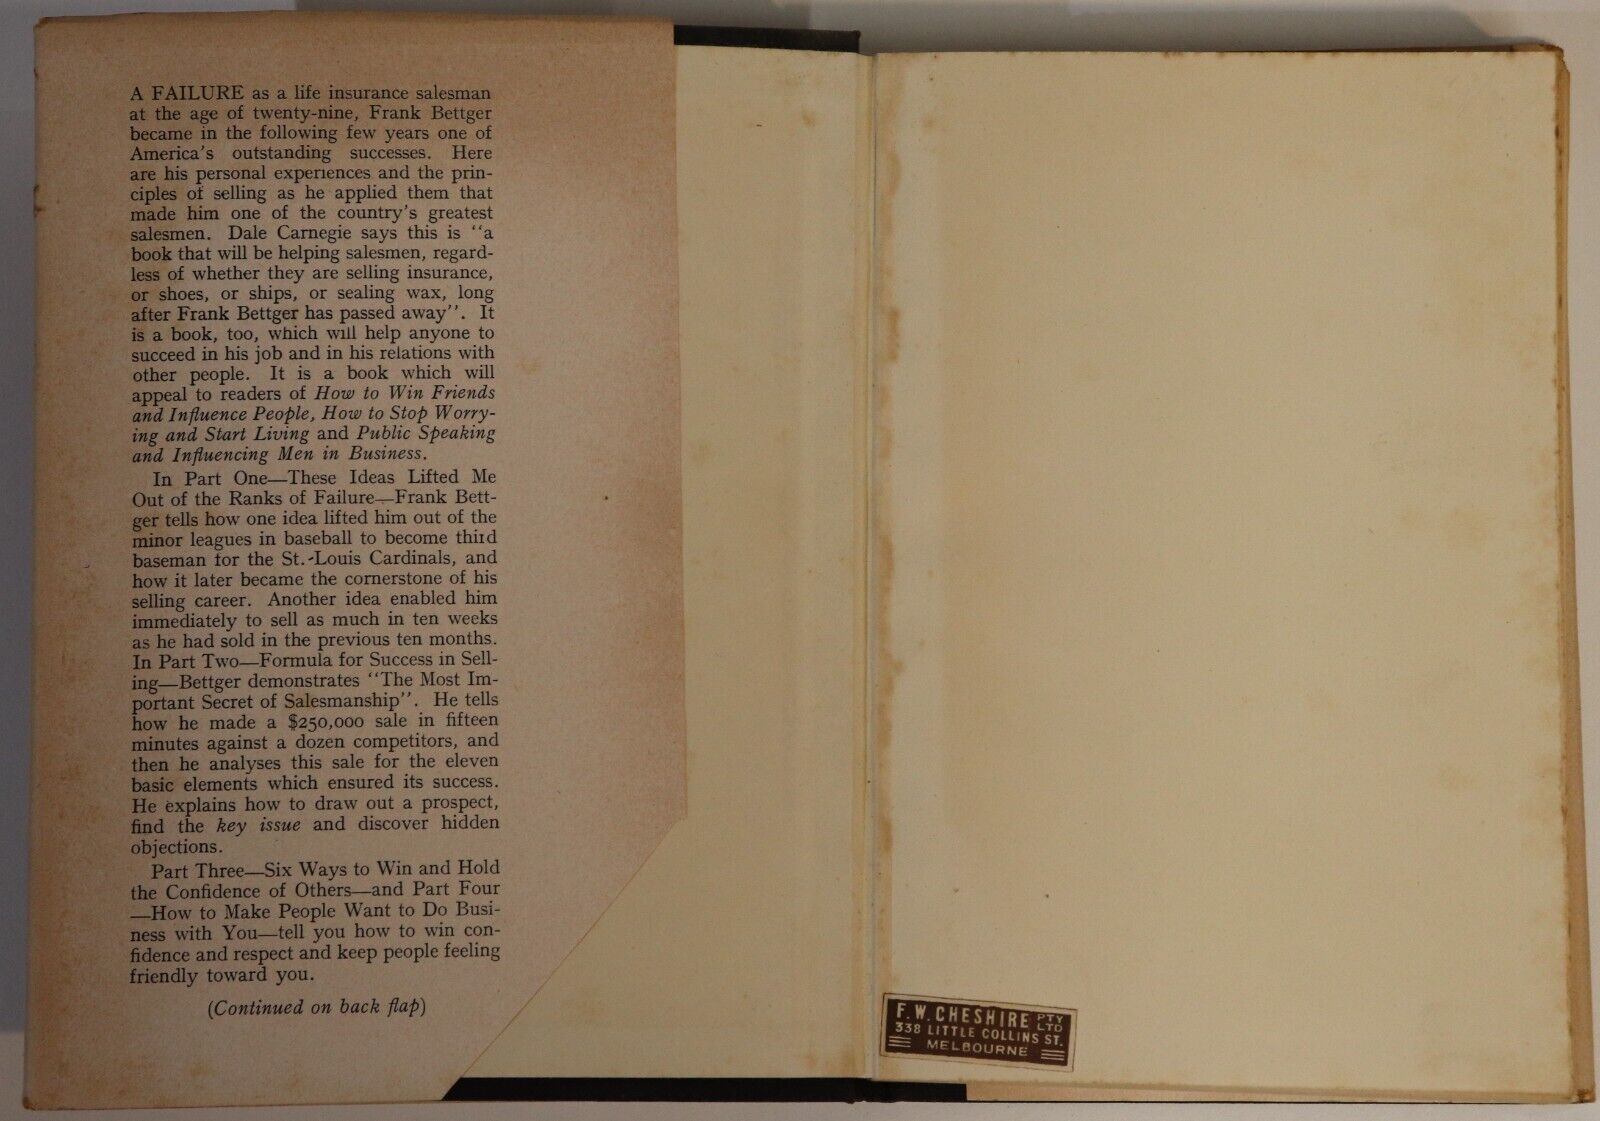 A FAILURE as a life insurance salesman
at the age of twenty-nine, Frank Bettger
became in the following few years one of
America's outstanding successes. Here
are his personal experiences and the prin-
ciples of selling as he applied them that
made him one of the country's greatest
salesmen. Dale Carnegie says this is "a
book that will be helping salesmen, regard-
less of whether they are selling insurance,
or shoes, or ships, or sealing wax, long
after Frank Bettger has passed away". It
is a book, too, which will help anyone to
succeed in his job and in his relations with
other people. It is a book which will
appeal to readers of How to Win Friends
and Influence People, How to Stop Worry-
ing and Start Living and Public Speaking
and Influencing Men in Business.
In Part One—These Ideas Lifted Me
Out of the Ranks of Failure—Frank Bett-
ger tells how one idea lifted him out of the
minor leagues in baseball to become third
baseman for the St.-Louis Cardinals, and
how it later became the cornerstone of his
selling career. Another idea enabled him
immediately to sell as much in ten weeks
as he had sold in the previous ten months.
In Part Two—Formula for Success in Sell-
ing—Bettger demonstrates "The Most Im-
portant Secret of Salesmanship". He tells
how he made a $250,000 sale in fifteen
minutes against a dozen competitors, and
then he analyses this sale for the eleven
basic elements which ensured its success.
He explains how to draw out a prospect,
find the key issue and discover hidden
objections.
Part Three—Six Ways to Win and Hold
the Confidence of Others—and Part Four
—How to Make People Want to Do Busi-
ness with You—tell you how to win con-
fidence and respect and keep people feeling
friendly toward you.
(Continued on back flap)
F. W. CHESHIRE PTY LTD
338 LITTLE COLLINS ST.
MELBOURNE